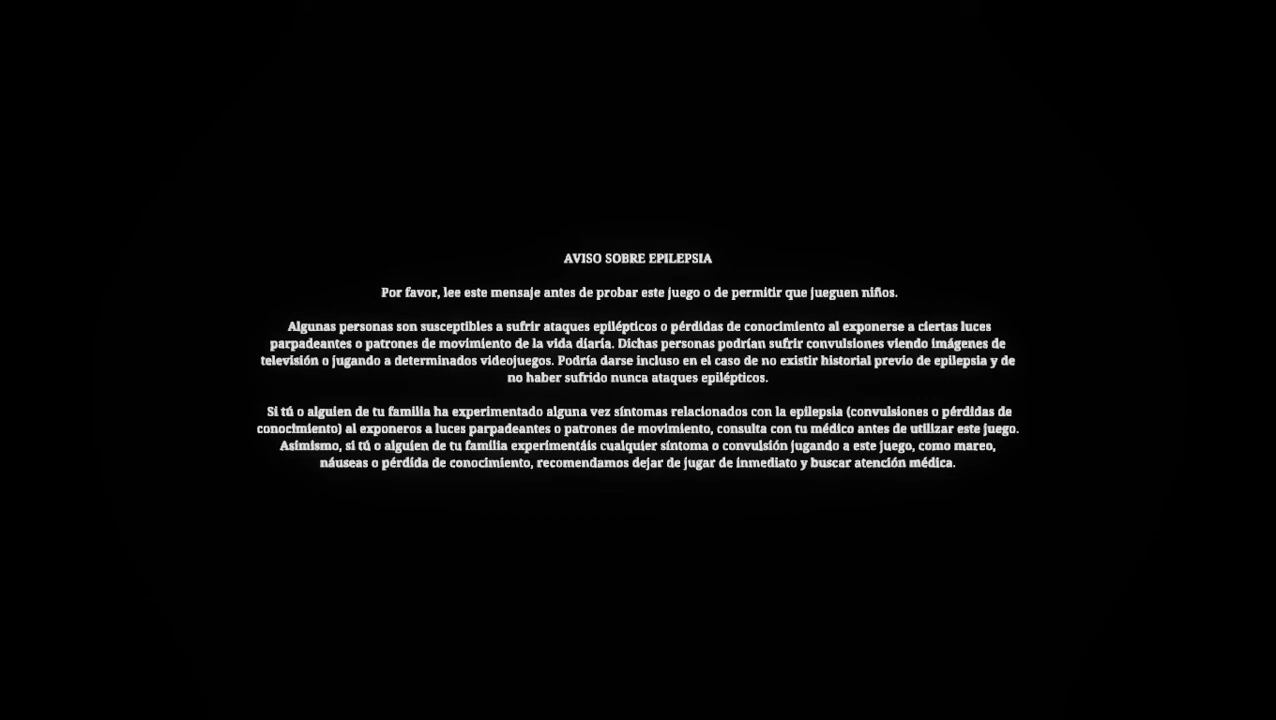 AVISO SOBRE EPILEPSIA
Por favor, lee este mensaje antes de probar este juego o de permitir que jueguen niños.
Algunas personas son susceptibles a sufrir ataques epilépticos o pérdidas de conocimiento al exponerse a ciertas luces
parpadeantes o patrones de movimiento de la vida diaria. Dichas personas podrían sufrir convulsiones viendo imágenes de
televisión o jugando a determinados videojuegos. Podría darse incluso en el caso de no existir historial previo de epilepsia y de
no haber sufrido nunca ataques epilépticos.
Si tú o alguien de tu familia ha experimentado alguna vez síntomas relacionados con la epilepsia (convulsiones o pérdidas de
conocimiento) al exponeros a luces parpadeantes o patrones de movimiento, consulta con tu médico antes de utilizar este juego.
Asimismo, si tú o alguien de tu familia experimentáis cualquier síntoma o convulsión jugando a este juego, como mareo,
náuseas o pérdida de conocimiento, recomendamos dejar de jugar de inmediato y buscar atención médica.